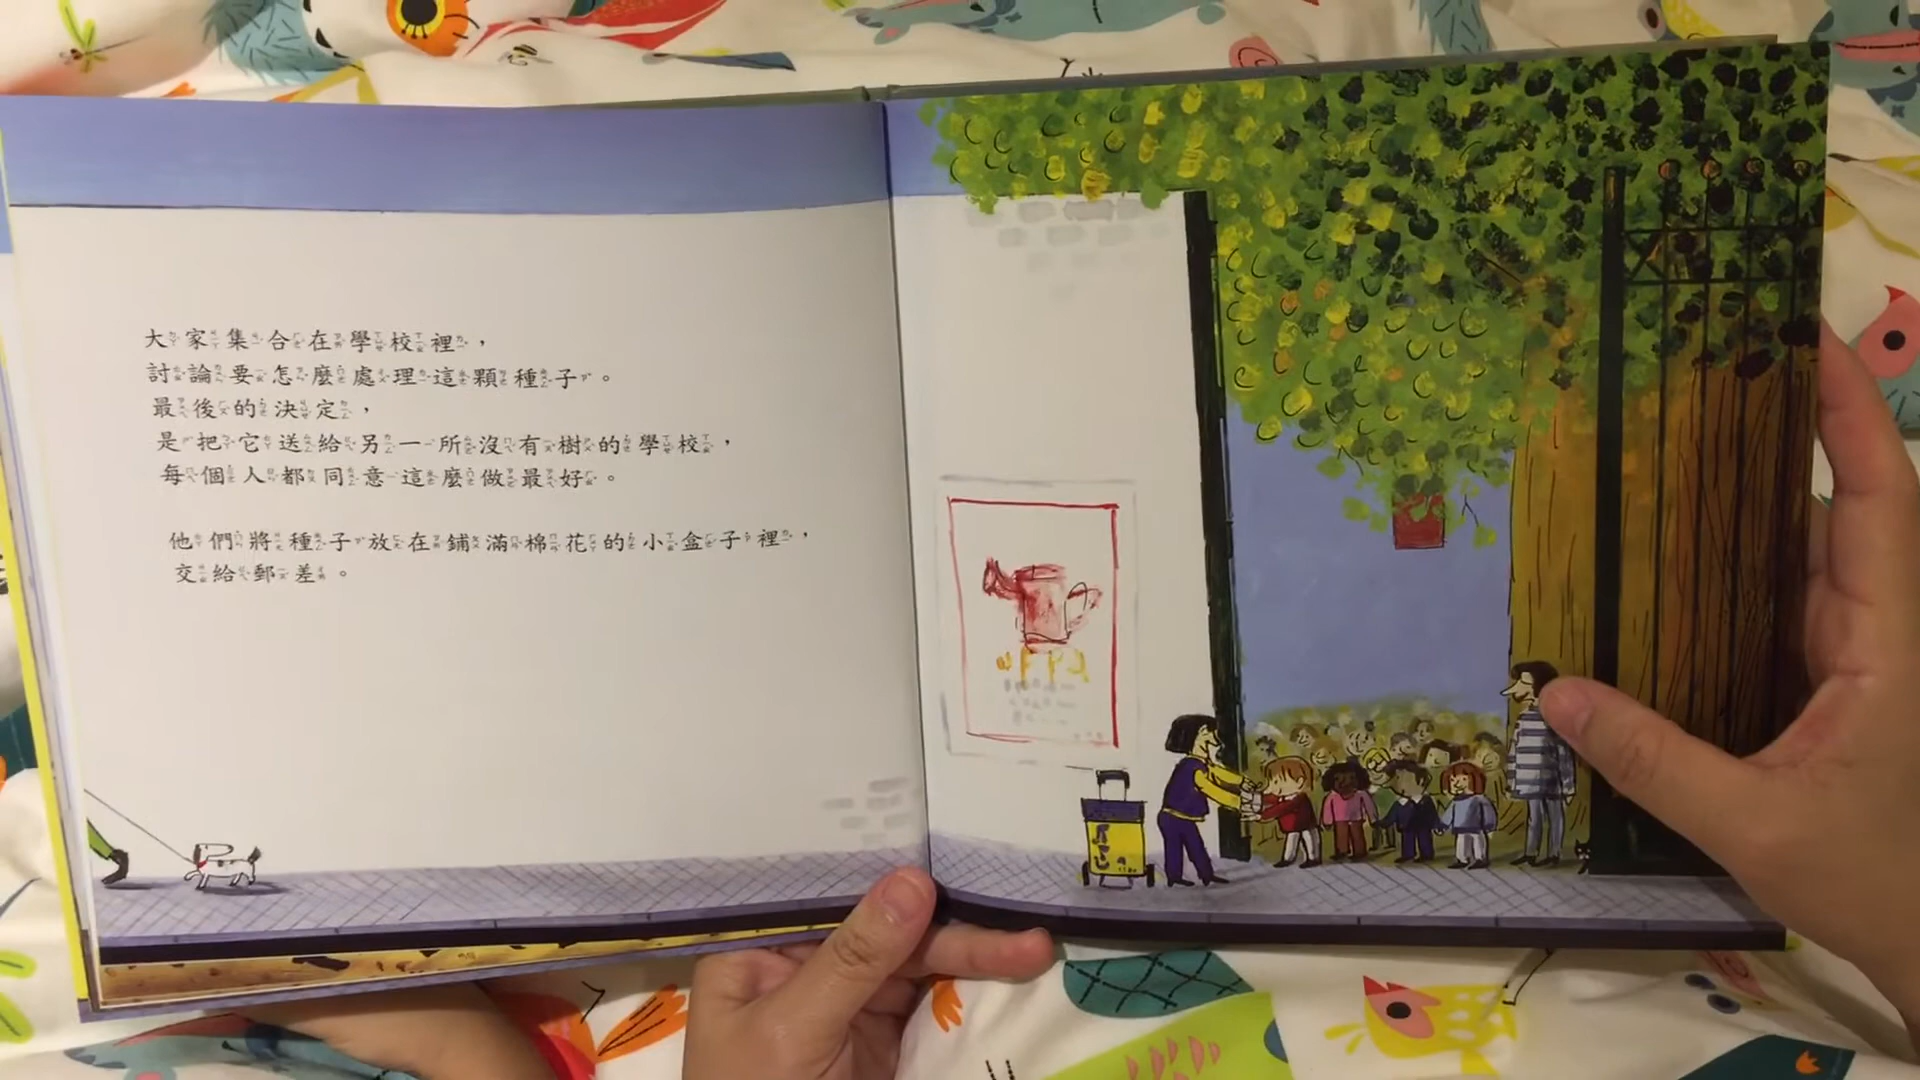 大家集合在學校裡，
討論要怎麼處理這顆種子。
最後的決定，
是把它送給另一所沒有樹的學校，
每個人都同意這麼做最好。
他們將種子放在鋪滿棉花的小盒子裡，
交給郵差。